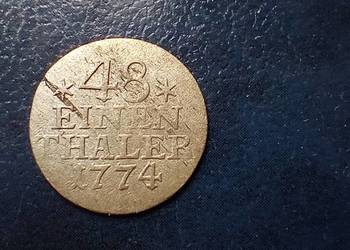 * 48 *
EINEN
THALER
1774